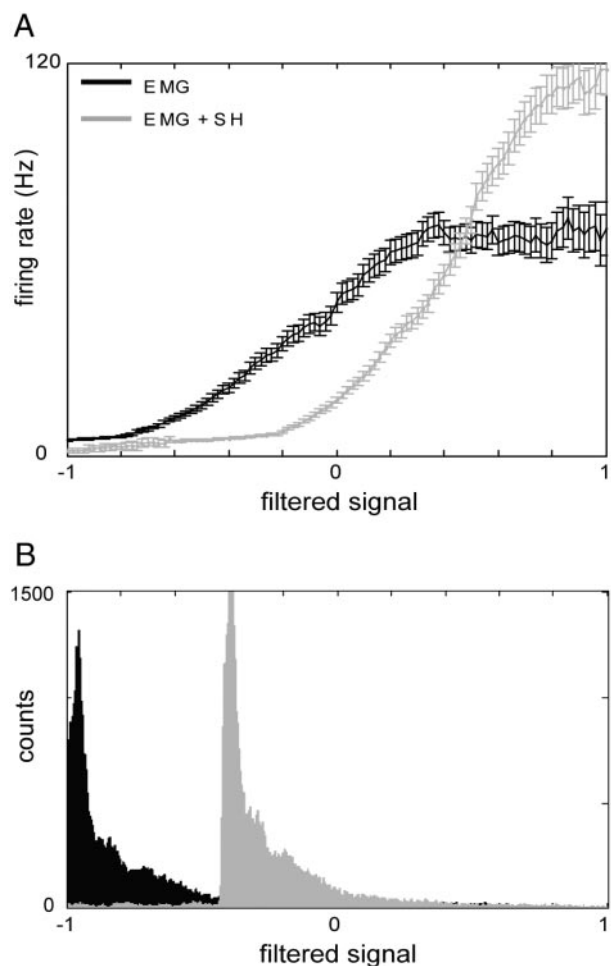 A
120
EMG
EMG + SH
firing rate (Hz)
0
-1
0
1
filtered signal
B
1500
counts
0
-1
0
1
filtered signal